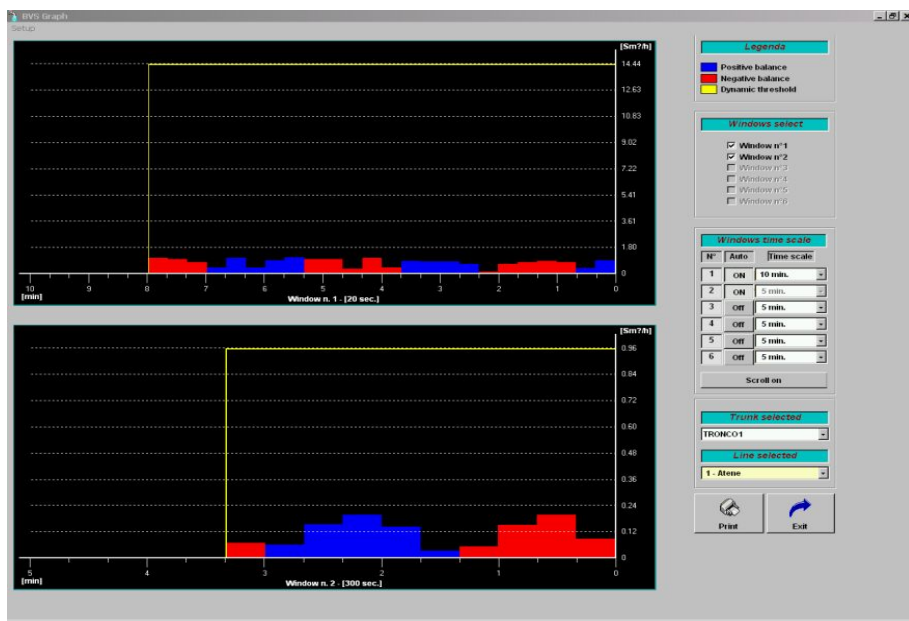 BVS Graph
Setup
[Sm?/h]
14.44
12.63
10.83
9.02
7.22
5.41
3.61
1.80
0
10 9 8 7 6 5 4 3 2 1 0
[min]
Window n. 1 - [20 sec.]
[Sm?/h]
0.96
0.84
0.72
0.60
0.48
0.36
0.24
0.12
0
5 4 3 2 1 0
[min]
Window n. 2 - [300 sec.]
Legenda
Positive balance
Negative balance
Dynamic threshold
Windows select
Window n°1
Window n°2
Window n°3
Window n°4
Window n°5
Window n°6
Windows time scale
N° Auto Time scale
1 ON 10 min.
2 ON 5 min.
3 Off 5 min.
4 Off 5 min.
5 Off 5 min.
6 Off 5 min.
Scroll on
Trunk selected
TRONCO1
Line selected
1 - Atene
Print Exit